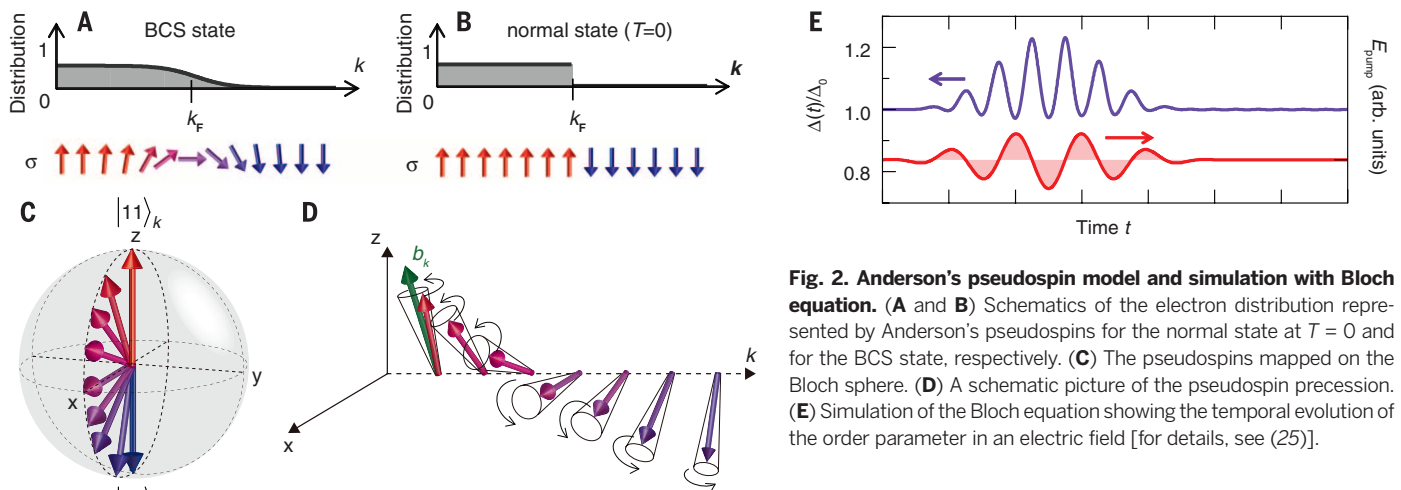 A
BCS state
Distribution
1
0
k
k_F
σ
B
normal state (T=0)
Distribution
1
0
k
k_F
σ
C
|11⟩_k
z
y
x
D
z
b_k
k
x
E
1.2
1.0
0.8
Δ(t)/Δ_0
E_pump (arb. units)
Time t
Fig. 2. Anderson's pseudospin model and simulation with Bloch
equation. (A and B) Schematics of the electron distribution repre-
sented by Anderson's pseudospins for the normal state at T = 0 and
for the BCS state, respectively. (C) The pseudospins mapped on the
Bloch sphere. (D) A schematic picture of the pseudospin precession.
(E) Simulation of the Bloch equation showing the temporal evolution of
the order parameter in an electric field [for details, see (25)].